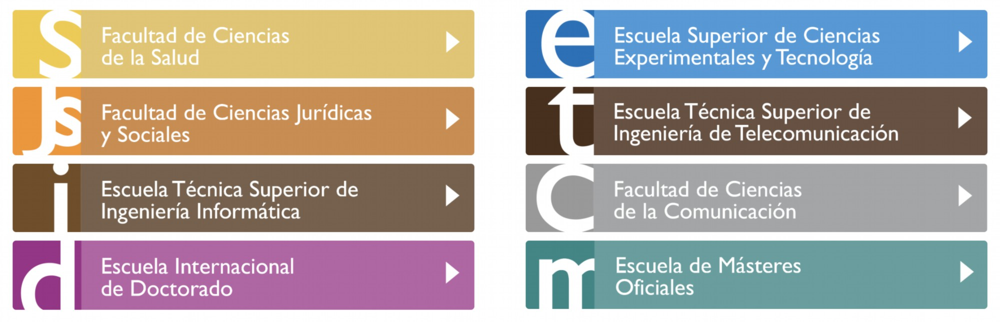 s
Facultad de Ciencias
de la Salud
js
Facultad de Ciencias Jurídicas
y Sociales
i
Escuela Técnica Superior de
Ingeniería Informática
d
Escuela Internacional
de Doctorado
e
Escuela Superior de Ciencias
Experimentales y Tecnología
t
Escuela Técnica Superior de
Ingeniería de Telecomunicación
c
Facultad de Ciencias
de la Comunicación
m
Escuela de Másteres
Oficiales